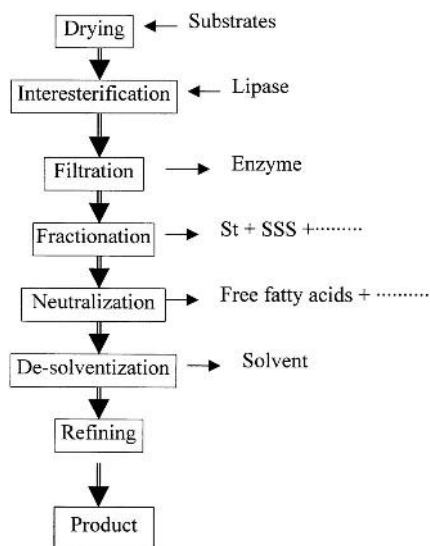 Drying
Substrates
Interesterification
Lipase
Filtration
Enzyme
Fractionation
St + SSS +·········
Neutralization
Free fatty acids + ··········
De-solventization
Solvent
Refining
Product